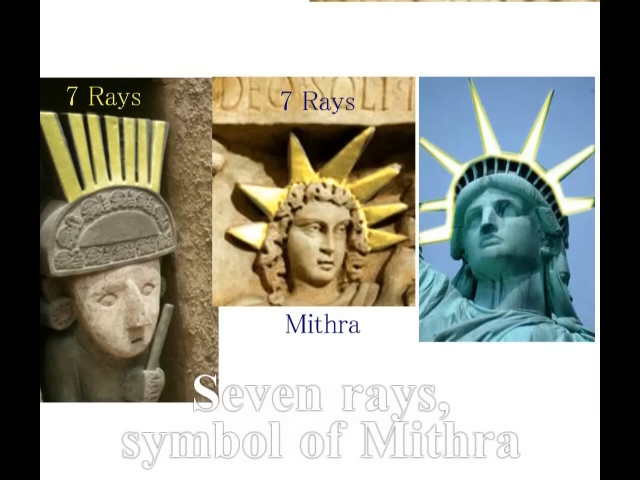 7 Rays
DEO SOLI
7 Rays
Mithra
Seven rays,
symbol of Mithra